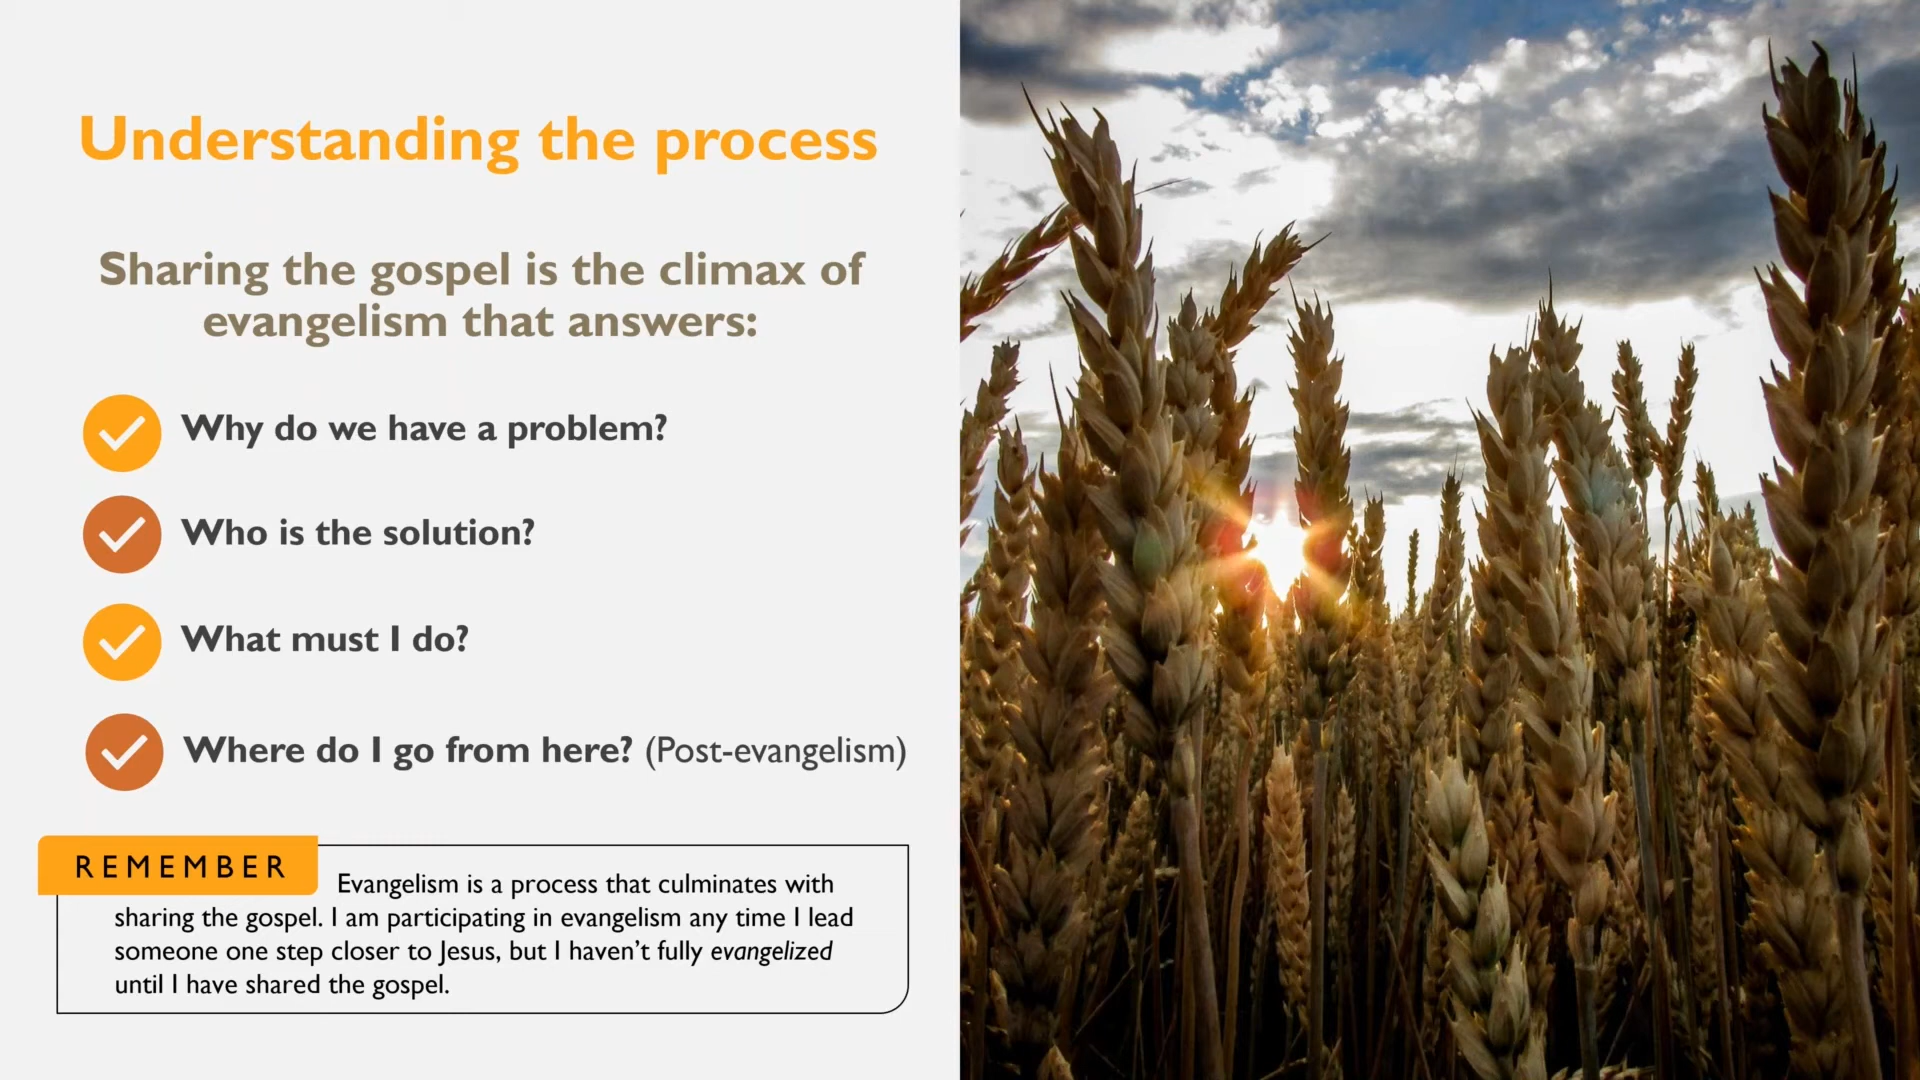 Understanding the process
Sharing the gospel is the climax of
evangelism that answers:
Why do we have a problem?
Who is the solution?
What must I do?
Where do I go from here? (Post-evangelism)
REMEMBER
Evangelism is a process that culminates with
sharing the gospel. I am participating in evangelism any time I lead
someone one step closer to Jesus, but I haven’t fully evangelized
until I have shared the gospel.